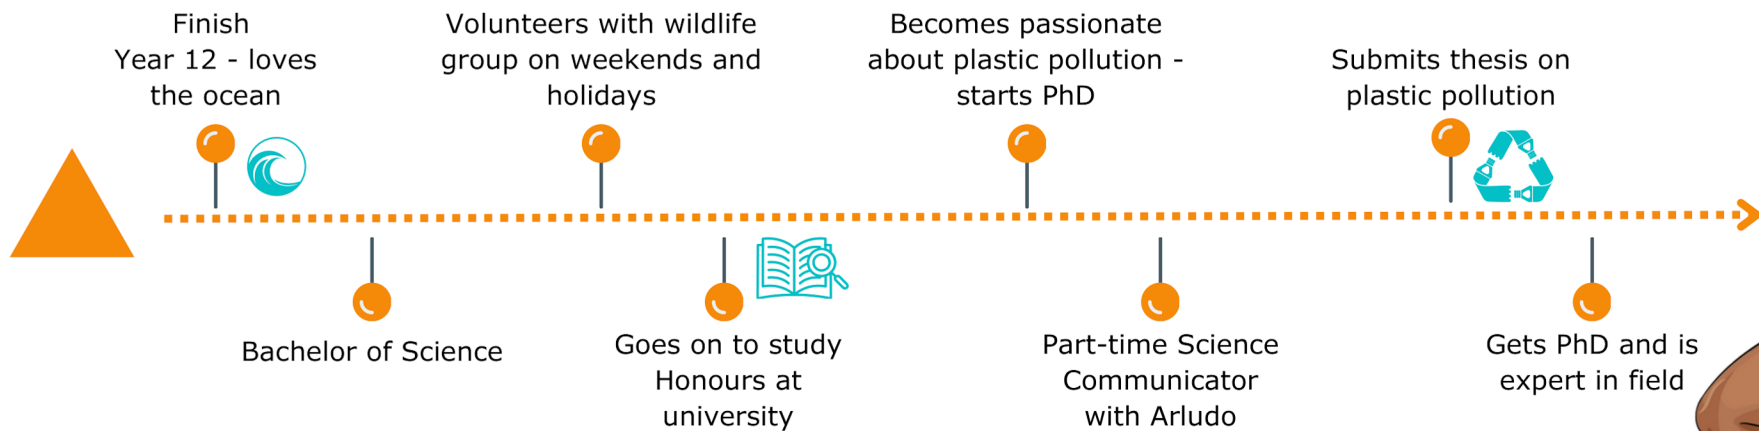 Finish
Year 12 - loves
the ocean
Bachelor of Science
Volunteers with wildlife
group on weekends and
holidays
Goes on to study
Honours at
university
Becomes passionate
about plastic pollution -
starts PhD
Part-time Science
Communicator
with Arludo
Submits thesis on
plastic pollution
Gets PhD and is
expert in field